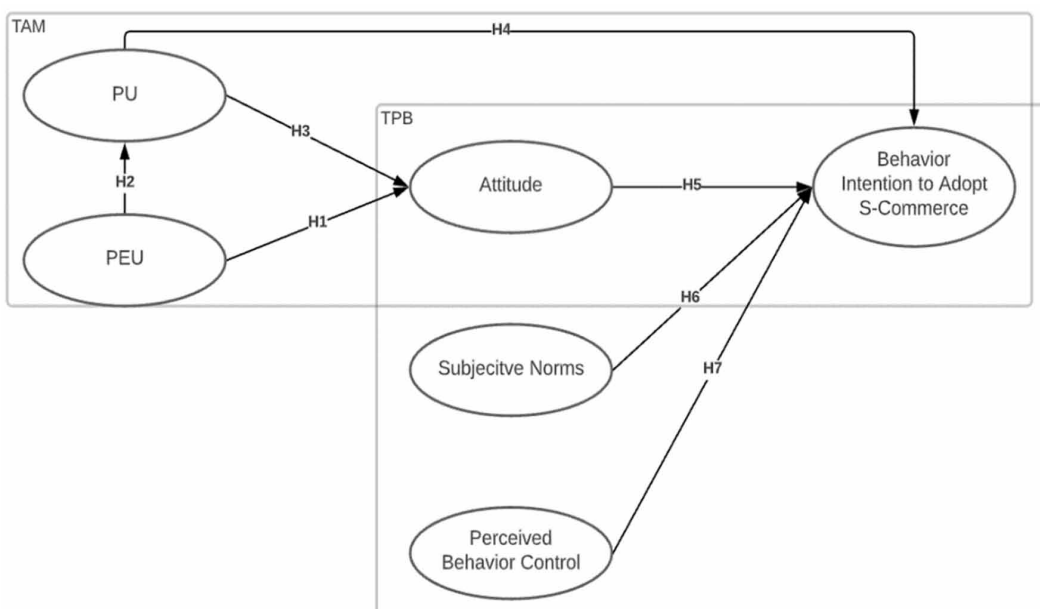 TAM
H4
PU
H3
TPB
H2
Attitude
H5
Behavior
Intention to Adopt
S-Commerce
H1
PEU
H6
Subjecitve Norms
H7
Perceived
Behavior Control